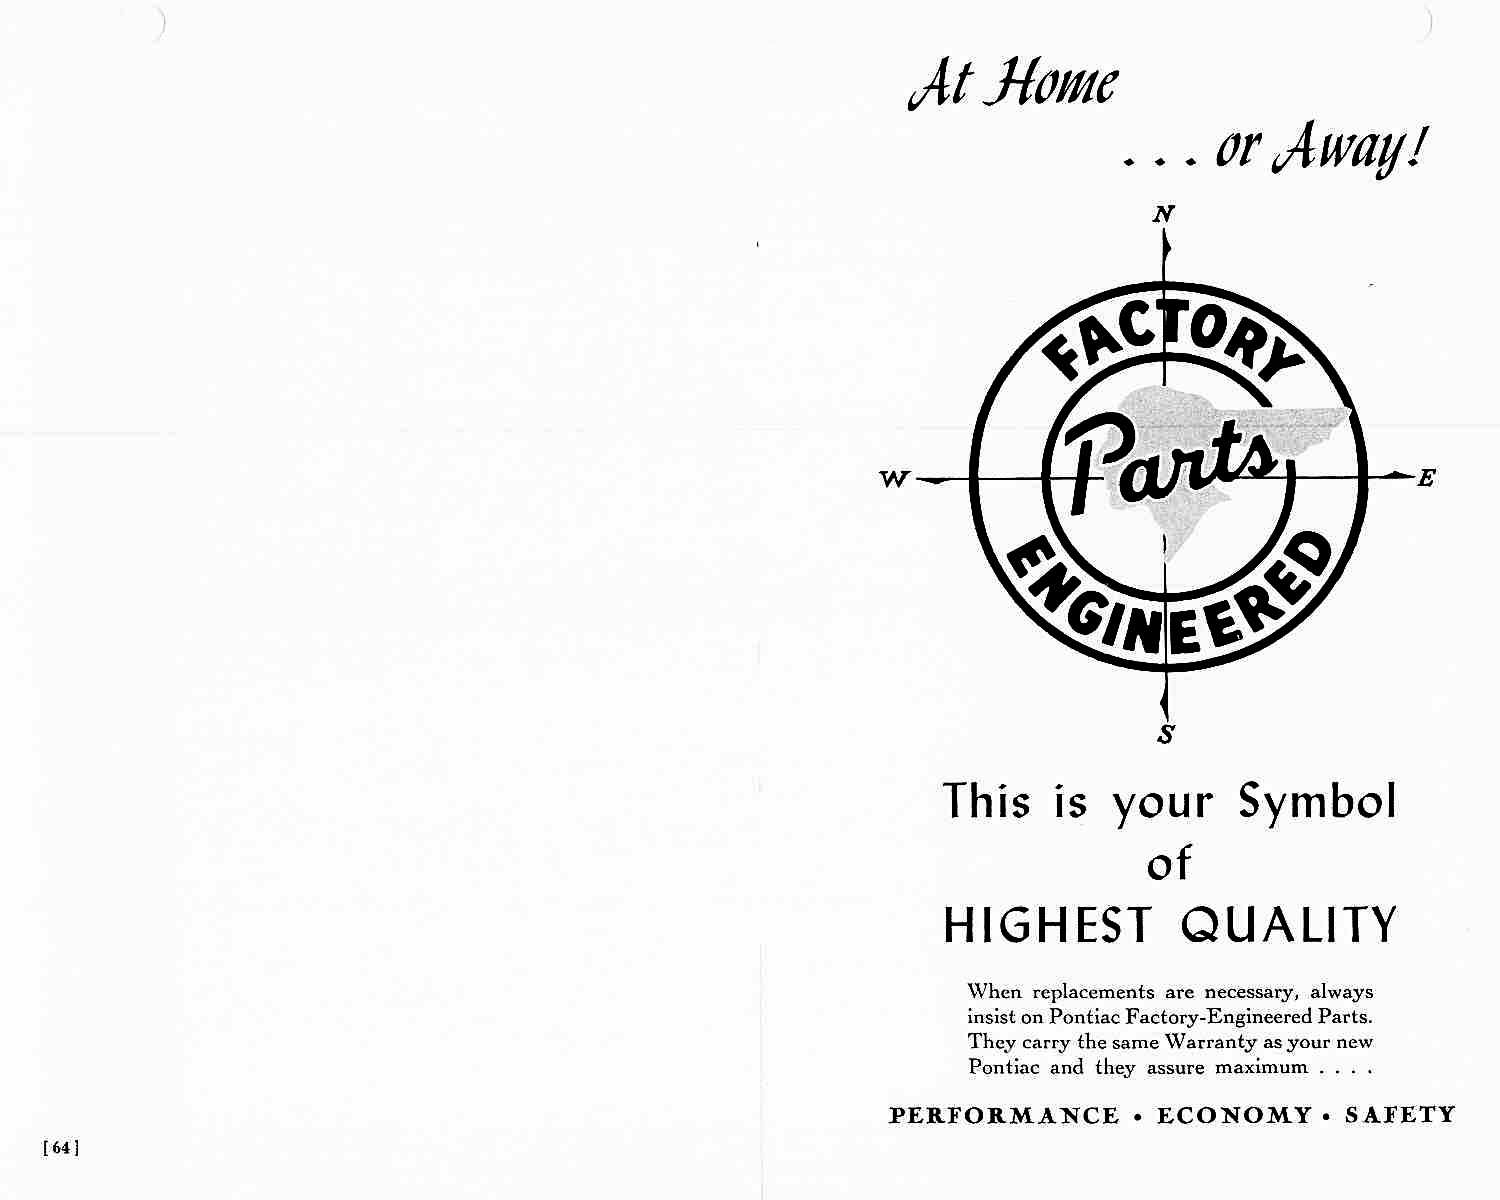 At Home
. . . or Away!
N
FACTORY
Parts
W
E
ENGINEERED
S
This is your Symbol
of
HIGHEST QUALITY
When replacements are necessary, always
insist on Pontiac Factory-Engineered Parts.
They carry the same Warranty as your new
Pontiac and they assure maximum . . . .
PERFORMANCE • ECONOMY • SAFETY
[64]